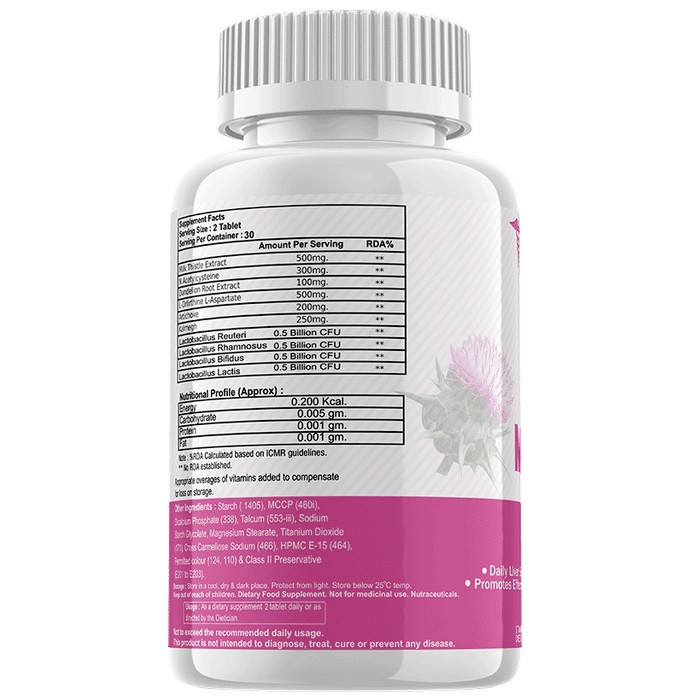 Supplement Facts
Serving Size : 2 Tablet
Serving Per Container : 30
Amount Per Serving RDA%
Milk Thistle Extract 500mg. **
N Acetylcysteine 300mg. **
Dandelion Root Extract 100mg. **
L Ornithine L-Aspartate 500mg. **
Artichoke 200mg. **
Kalmegh 250mg. **
Lactobacillus Reuteri 0.5 Billion CFU **
Lactobacillus Rhamnosus 0.5 Billion CFU **
Lactobacillus Bifidus 0.5 Billion CFU **
Lactobacillus Lactis 0.5 Billion CFU **
Nutritional Profile (Approx) :
Energy 0.200 Kcal.
Carbohydrate 0.005 gm.
Protein 0.001 gm.
Fat 0.001 gm.
Note : %RDA Calculated based on ICMR guidelines.
** No RDA established.
Appropriate overages of vitamins added to compensate
for loss on storage.
Other Ingredients : Starch ( 1405), MCCP (460i),
Diabicum Phosphate (338), Talcum (553-iii), Sodium
Starch Glycollate, Magnesium Stearate, Titanium Dioxide
(171), Cross Carmellose Sodium (466), HPMC E-15 (464),
Permitted colour (124, 110) & Class II Preservative
(E201 to E203).
Storage : Store in a cool, dry & dark place. Protect from light. Store below 25°C temp.
Keep out of reach of children. Dietary Food Supplement. Not for medicinal use. Nutraceuticals.
Usage : As a dietary supplement 2 tablet daily or as
directed by the Dietician.
Not to exceed the recommended daily usage.
This product is not intended to diagnose, treat, cure or prevent any disease.
• Daily Live
• Promotes